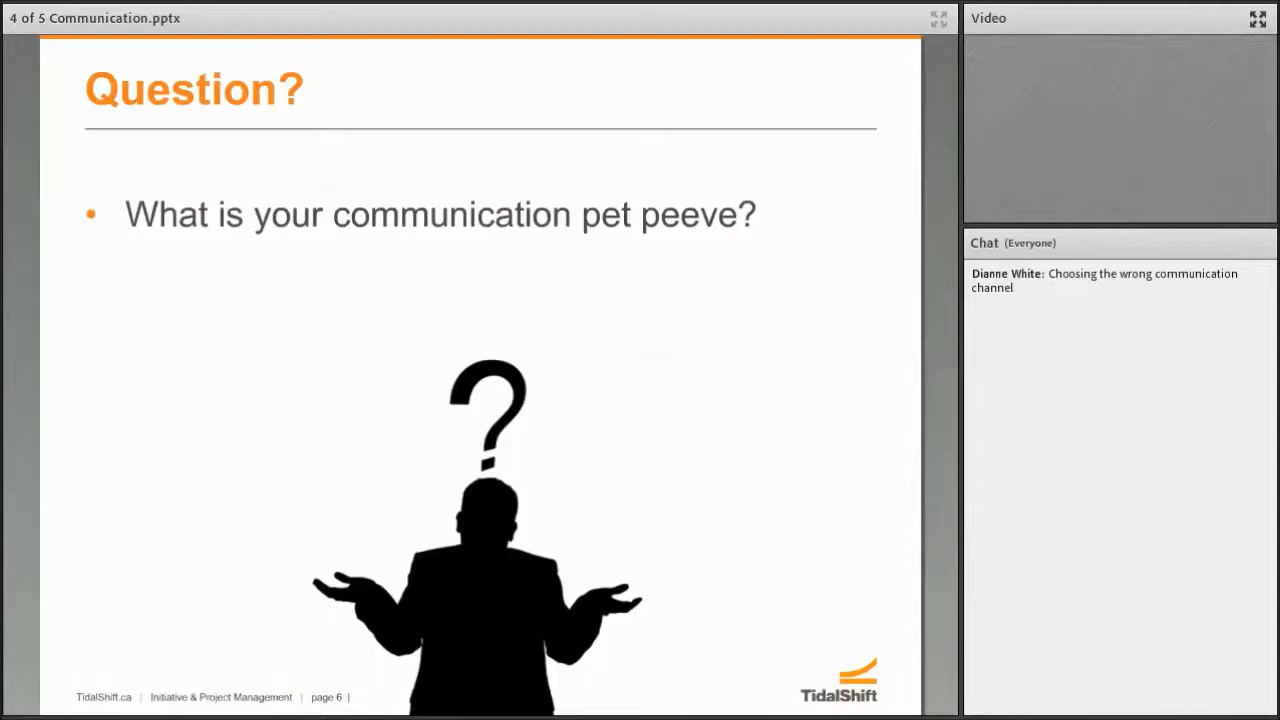 4 of 5 Communication.pptx
Question?
• What is your communication pet peeve?
?
TidalShift.ca | Initiative & Project Management | page 6 |
TidalShift
Video
Chat (Everyone)
Dianne White: Choosing the wrong communication
channel